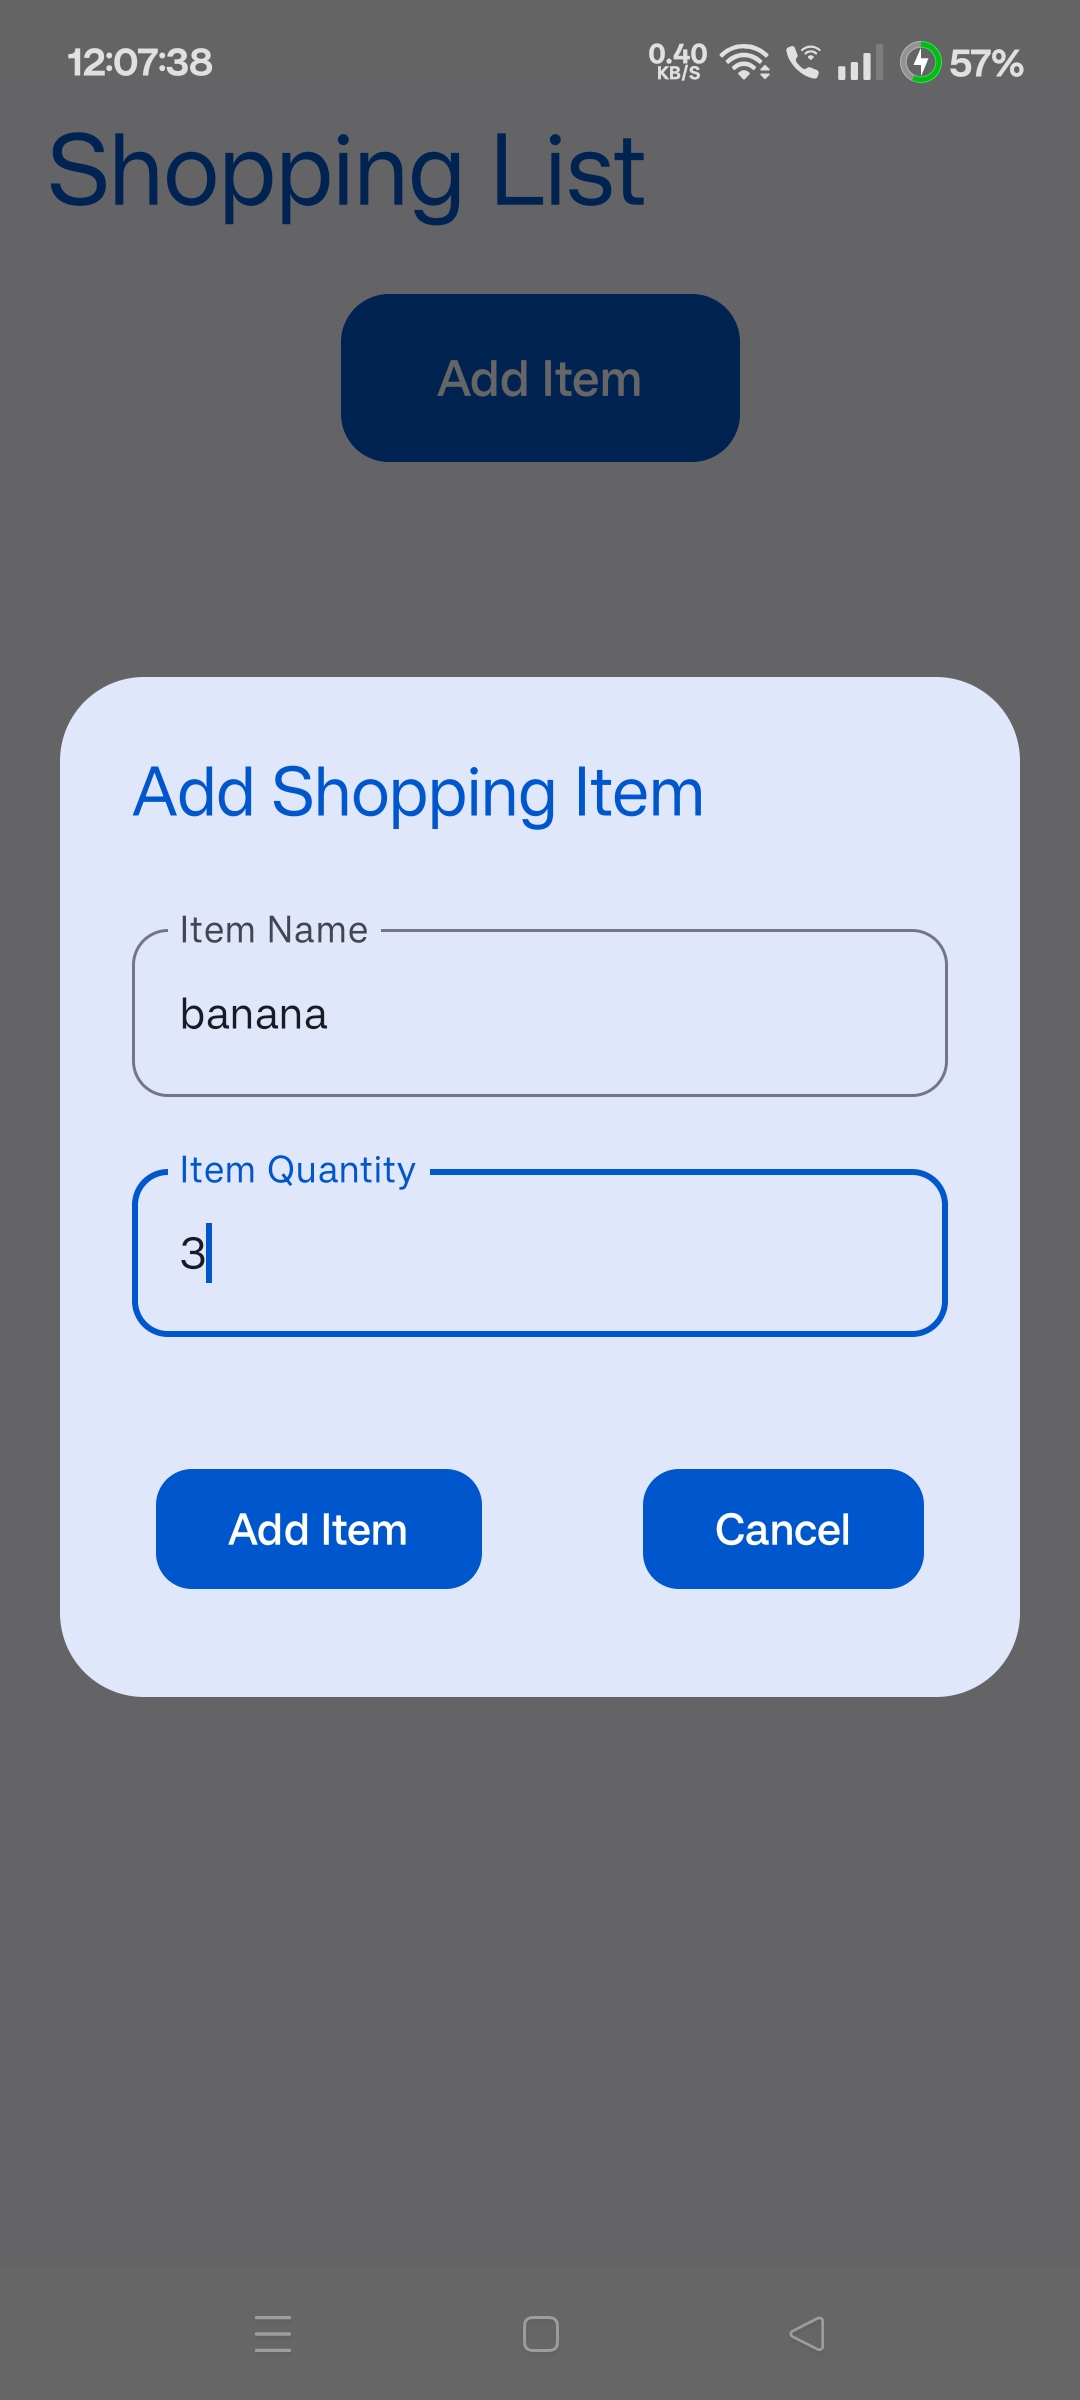 12:07:38
0.40
KB/S
57%
Shopping List
Add Item
Add Shopping Item
Item Name
banana
Item Quantity
3
Add Item
Cancel